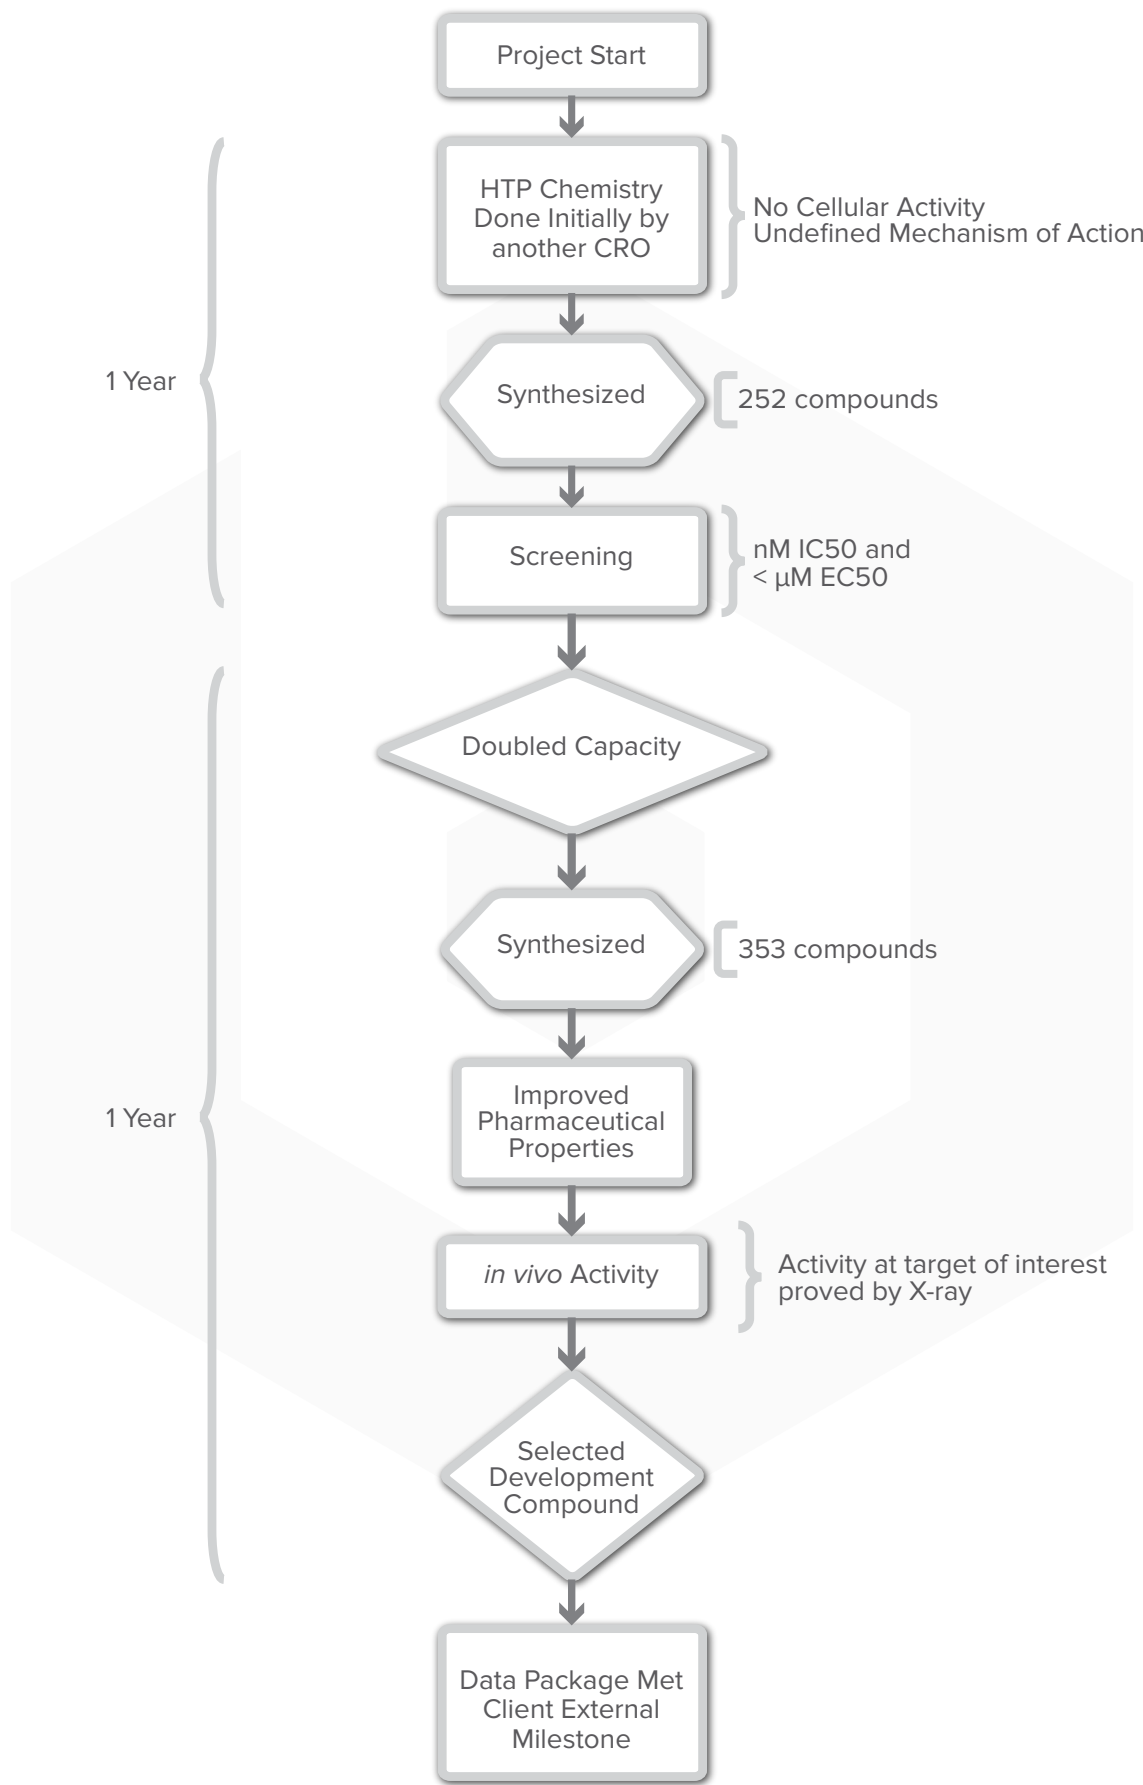 Project Start
HTP Chemistry
Done Initially by
another CRO
No Cellular Activity
Undefined Mechanism of Action
1 Year
Synthesized
252 compounds
Screening
nM IC50 and
< μM EC50
Doubled Capacity
Synthesized
353 compounds
1 Year
Improved
Pharmaceutical
Properties
in vivo Activity
Activity at target of interest
proved by X-ray
Selected
Development
Compound
Data Package Met
Client External
Milestone